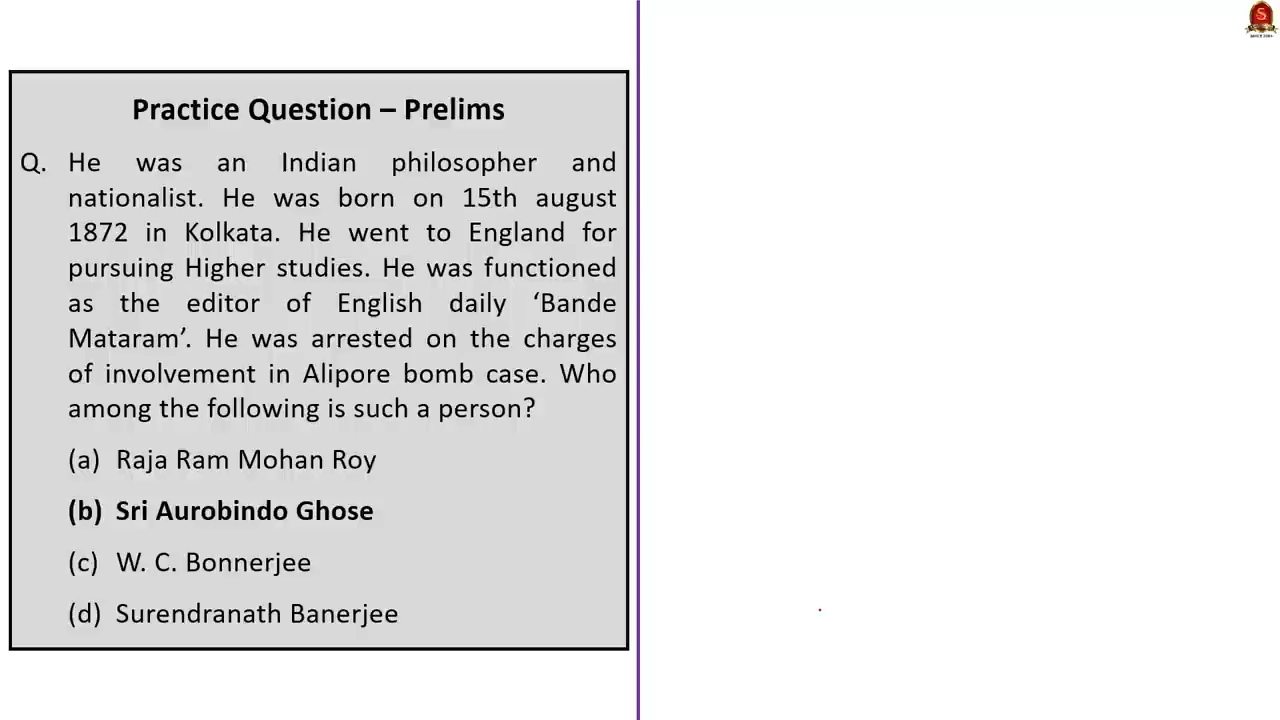 Practice Question – Prelims
Q. He was an Indian philosopher and
nationalist. He was born on 15th august
1872 in Kolkata. He went to England for
pursuing Higher studies. He was functioned
as the editor of English daily ‘Bande
Mataram’. He was arrested on the charges
of involvement in Alipore bomb case. Who
among the following is such a person?
(a) Raja Ram Mohan Roy
(b) Sri Aurobindo Ghose
(c) W. C. Bonnerjee
(d) Surendranath Banerjee
S